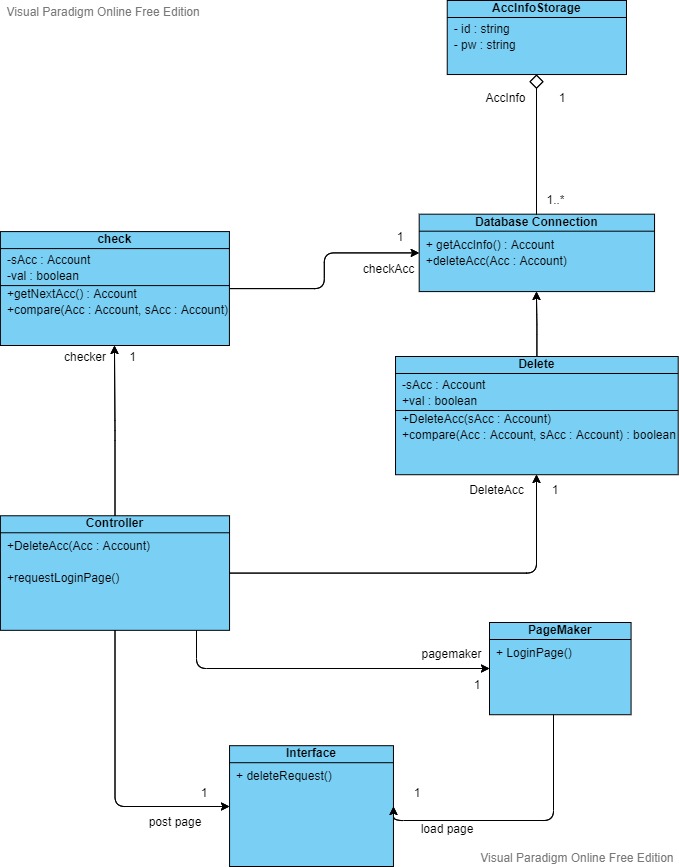 Visual Paradigm Online Free Edition
AccInfoStorage
- id : string
- pw : string
AccInfo
1
1..*
Database Connection
+ getAccInfo() : Account
+deleteAcc(Acc : Account)
check
-sAcc : Account
-val : boolean
+getNextAcc() : Account
+compare(Acc : Account, sAcc : Account)
1
checkAcc
checker
1
Delete
-sAcc : Account
+val : boolean
+DeleteAcc(sAcc : Account)
+compare(Acc : Account, sAcc : Account) : boolean
DeleteAcc
1
Controller
+DeleteAcc(Acc : Account)
+requestLoginPage()
PageMaker
+ LoginPage()
pagemaker
1
Interface
+ deleteRequest()
1
post page
1
load page
Visual Paradigm Online Free Edition